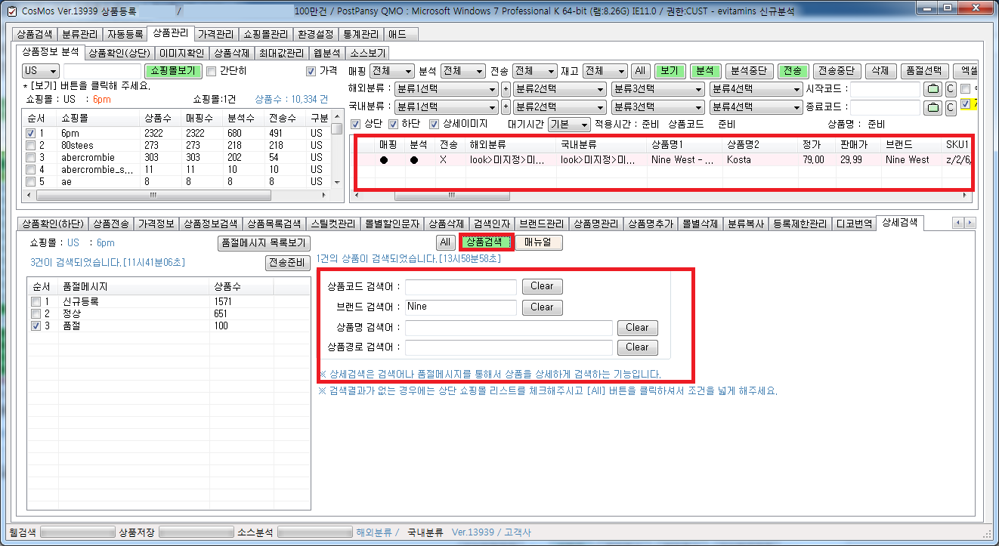 CosMos Ver.13939 상품등록 / 100만건 / PostPansy QMO : Microsoft Windows 7 Professional K 64-bit (램:8.26G) IE11.0 / 권한:CUST - evitamins 신규분석
상품검색 분류관리 자동등록 상품관리 가격관리 쇼핑몰관리 환경설정 통계관리 애드
상품정보 분석 상품확인(상단) 이미지확인 상품삭제 최대값관리 웹분석 소스보기
US 쇼핑몰보기 간단히 가격 매핑 전체 분석 전체 전송 전체 재고 전체 All 보기 분석 분석중단 전송 전송중단 삭제 품절선택 엑셀
* [보기] 버튼을 클릭해 주세요.
해외분류 : 분류1선택 + 분류2선택 분류3선택 분류4선택 시작코드 : C
쇼핑몰 : US : 6pm 쇼핑몰:1건 상품수 : 10,334 건
국내분류 : 분류1선택 + 분류2선택 분류3선택 분류4선택 종료코드 : C
상단 하단 상세이미지 대기시간 기본 적용시간 : 준비 상품코드 준비 상품명 : 준비
순서 쇼핑몰 상품수 매핑수 분석수 전송수 구분
1 6pm 2322 2322 680 491 US
2 80stees 273 273 218 218 US
3 abercrombie 303 303 202 54 US
4 abercrombie_s... 11 11 10 10 US
5 ae 8 8 8 8 US
매핑 분석 전송 해외분류 국내분류 상품명1 상품명2 정가 판매가 브랜드 SKU1
● ● X look>미지정>미... look>미지정>미... Nine West - ... Kosta 79,00 29,99 Nine West z/2/6,
상품확인(하단) 상품전송 가격정보 상품정보검색 상품목록검색 스틸컷관리 몰별할인문자 상품삭제 검색인자 브랜드관리 상품명관리 상품명추가 몰별삭제 분류복사 등록제한관리 디코번역 상세검색
쇼핑몰 : US : 6pm 품절메시지 목록보기
3건이 검색되었습니다.[11시41분06초] 전송준비
순서 품절메시지 상품수
1 신규등록 1571
2 정상 651
3 품절 100
All 상품검색 매뉴얼
1건의 상품이 검색되었습니다.[13시58분58초]
상품코드 검색어 : Clear
브랜드 검색어 : Nine Clear
상품명 검색어 : Clear
상품경로 검색어 : Clear
※ 상세검색은 검색어나 품절메시지를 통해서 상품을 상세하게 검색하는 기능입니다.
※ 검색결과가 없는 경우에는 상단 쇼핑몰 리스트를 체크해주시고 [All] 버튼을 클릭하셔서 조건을 넓게 해주세요.
웹검색 상품저장 소스분석 해외분류 / 국내분류 Ver.13939 / 고객사